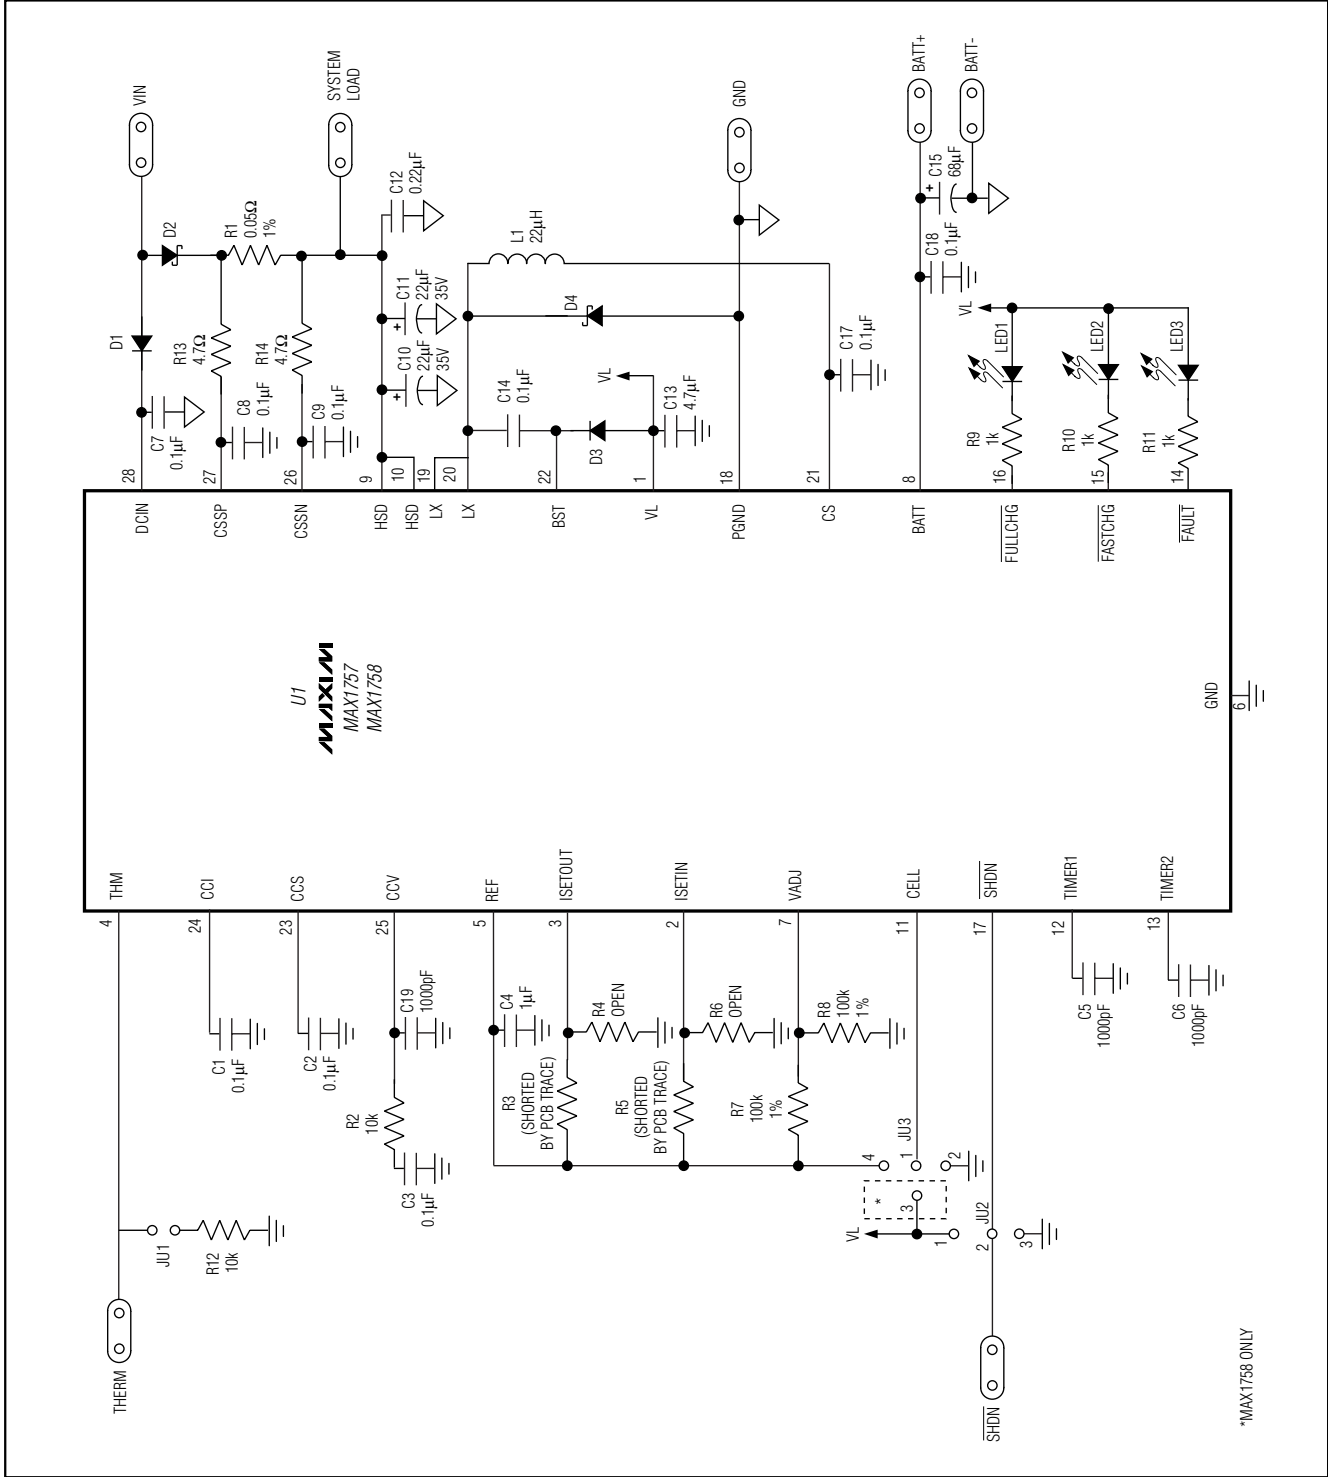 VIN
SYSTEM
LOAD
GND
BATT+
BATT-
D1
D2
R1
0.05Ω
1%
R13
4.7Ω
R14
4.7Ω
C7
0.1µF
C8
0.1µF
C9
0.1µF
C10
22µF
35V
C11
22µF
35V
C12
0.22µF
L1
22µH
D4
C14
0.1µF
D3
VL
C13
4.7µF
C17
0.1µF
C18
0.1µF
+
C15
68µF
+
+
VL
LED1
LED2
LED3
R9
1k
R10
1k
R11
1k
28
27
26
9
10
19
20
22
1
18
21
8
16
15
14
DCIN
CSSP
CSSN
HSD
HSD
LX
LX
BST
VL
PGND
CS
BATT
FULLCHG
FASTCHG
FAULT
U1
MAXIM
MAX1757
MAX1758
GND
6
THM
CCI
CCS
CCV
REF
ISETOUT
ISETIN
VADJ
CELL
SHDN
TIMER1
TIMER2
4
24
23
25
5
3
2
7
11
17
12
13
C1
0.1µF
C2
0.1µF
C19
1000pF
R2
10k
C3
0.1µF
C4
1µF
R4
OPEN
R3
(SHORTED
BY PCB TRACE)
R6
OPEN
R5
(SHORTED
BY PCB TRACE)
R8
100k
1%
R7
100k
1%
C5
1000pF
C6
1000pF
JU3
4
1
2
3
*
VL
JU2
1
2
3
JU1
R12
10k
THERM
SHDN
*MAX1758 ONLY